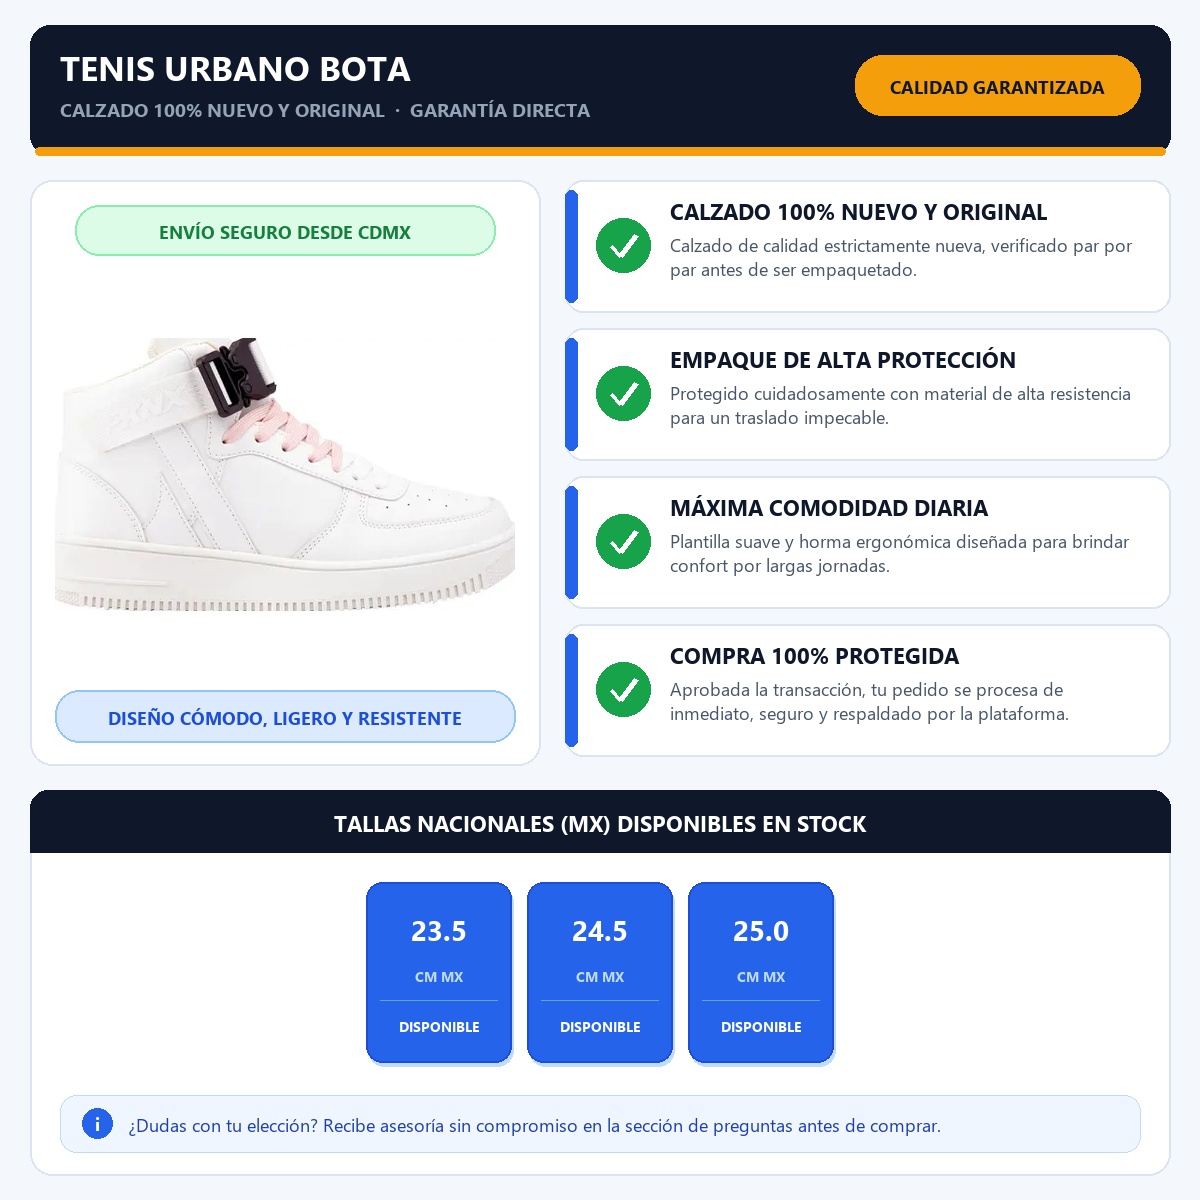 TENIS URBANO BOTA
CALZADO 100% NUEVO Y ORIGINAL · GARANTÍA DIRECTA
CALIDAD GARANTIZADA
ENVÍO SEGURO DESDE CDMX
DISEÑO CÓMODO, LIGERO Y RESISTENTE
CALZADO 100% NUEVO Y ORIGINAL
Calzado de calidad estrictamente nueva, verificado par por
par antes de ser empaquetado.
EMPAQUE DE ALTA PROTECCIÓN
Protegido cuidadosamente con material de alta resistencia
para un traslado impecable.
MÁXIMA COMODIDAD DIARIA
Plantilla suave y horma ergonómica diseñada para brindar
confort por largas jornadas.
COMPRA 100% PROTEGIDA
Aprobada la transacción, tu pedido se procesa de
inmediato, seguro y respaldado por la plataforma.
TALLAS NACIONALES (MX) DISPONIBLES EN STOCK
23.5
CM MX
DISPONIBLE
24.5
CM MX
DISPONIBLE
25.0
CM MX
DISPONIBLE
¿Dudas con tu elección? Recibe asesoría sin compromiso en la sección de preguntas antes de comprar.